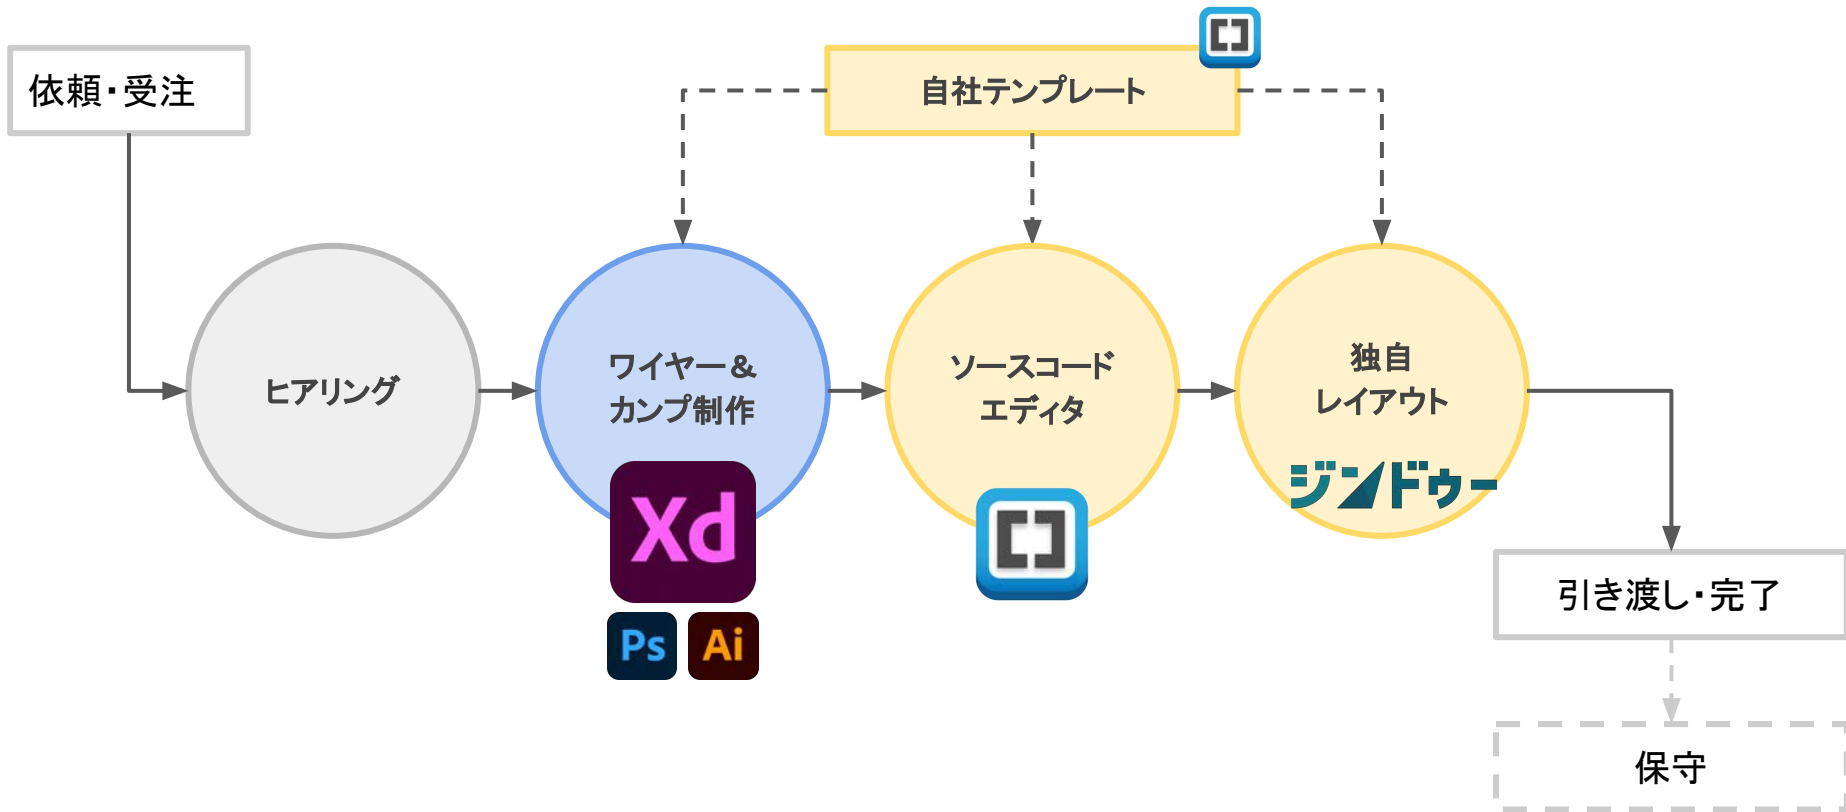 依頼・受注
自社テンプレート
ヒアリング
ワイヤー＆
カンプ制作
ソースコード
エディタ
独自
レイアウト
Xd
Ps
Ai
ジンドゥー
引き渡し・完了
保守